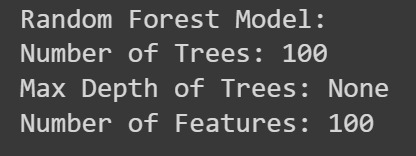 Random Forest Model:
Number of Trees: 100
Max Depth of Trees: None
Number of Features: 100